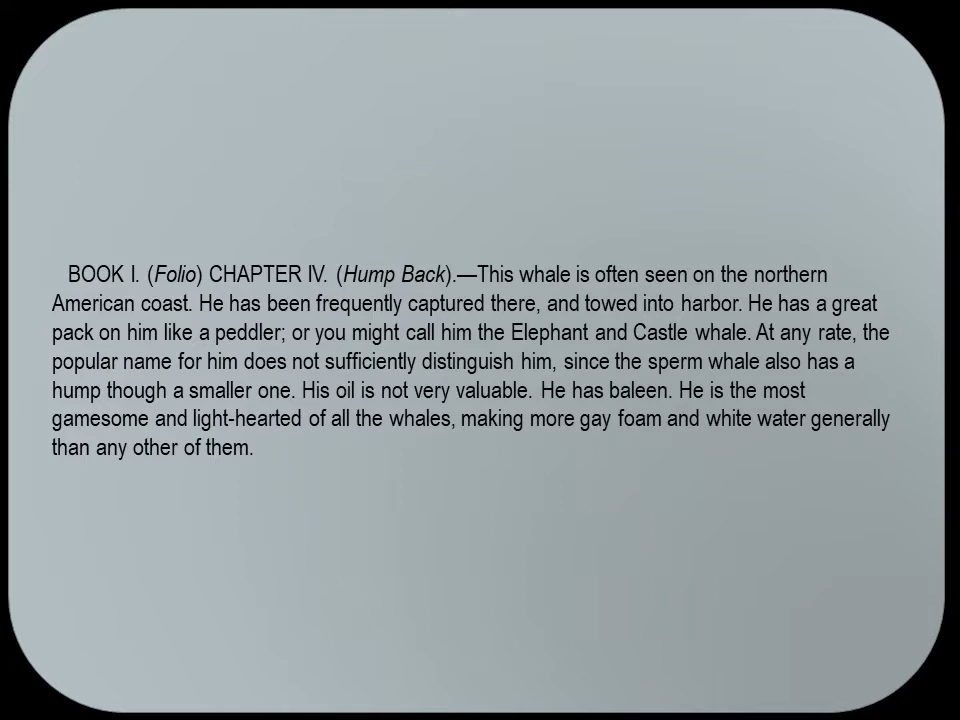 BOOK I. (Folio) CHAPTER IV. (Hump Back).—This whale is often seen on the northern
American coast. He has been frequently captured there, and towed into harbor. He has a great
pack on him like a peddler; or you might call him the Elephant and Castle whale. At any rate, the
popular name for him does not sufficiently distinguish him, since the sperm whale also has a
hump though a smaller one. His oil is not very valuable. He has baleen. He is the most
gamesome and light-hearted of all the whales, making more gay foam and white water generally
than any other of them.